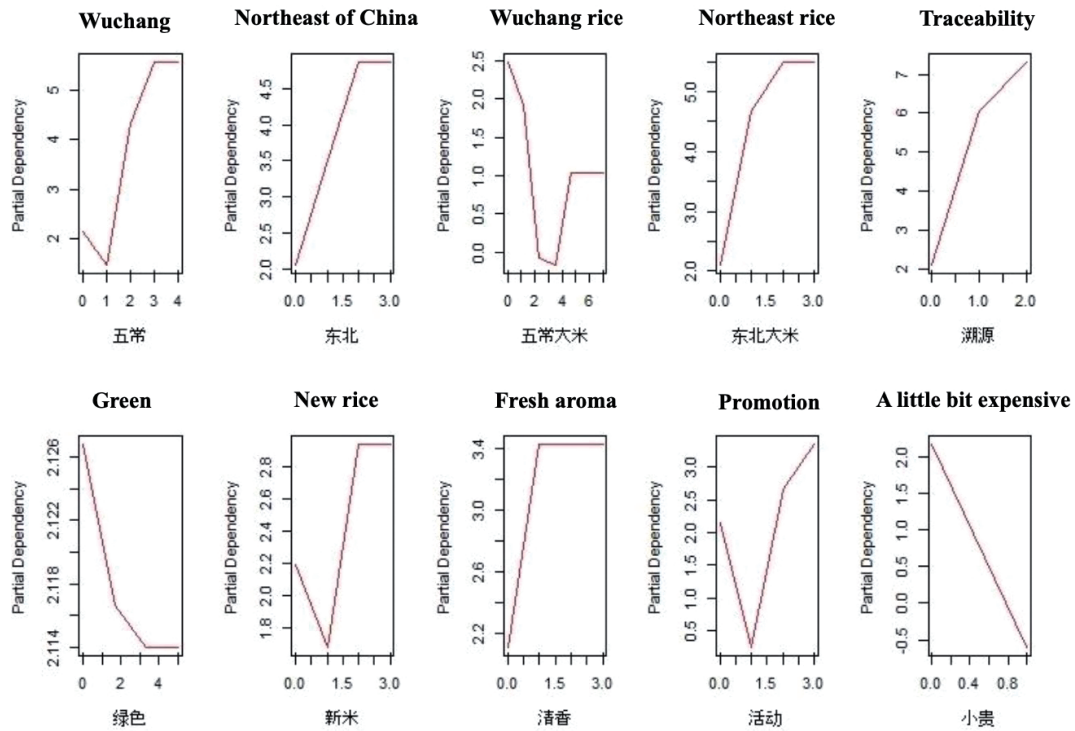 Wuchang
Partial Dependency
5
4
3
2
0 1 2 3 4
五常
Northeast of China
Partial Dependency
4.5
4.0
3.5
3.0
2.5
2.0
0.0 1.5 3.0
东北
Wuchang rice
Partial Dependency
2.5
2.0
1.5
1.0
0.5
0.0
0 2 4 6
五常大米
Northeast rice
Partial Dependency
5.0
4.0
3.0
2.0
0.0 1.5 3.0
东北大米
Traceability
Partial Dependency
7
6
5
4
3
2
0.0 1.0 2.0
溯源
Green
Partial Dependency
2.126
2.122
2.118
2.114
0 2 4
绿色
New rice
Partial Dependency
2.8
2.6
2.4
2.2
2.0
1.8
0.0 1.5 3.0
新米
Fresh aroma
Partial Dependency
3.4
3.0
2.6
2.2
0.0 1.5 3.0
清香
Promotion
Partial Dependency
3.0
2.5
2.0
1.5
1.0
0.5
0.0 1.5 3.0
活动
A little bit expensive
Partial Dependency
2.0
1.5
1.0
0.5
0.0
-0.5
0.0 0.4 0.8
小贵